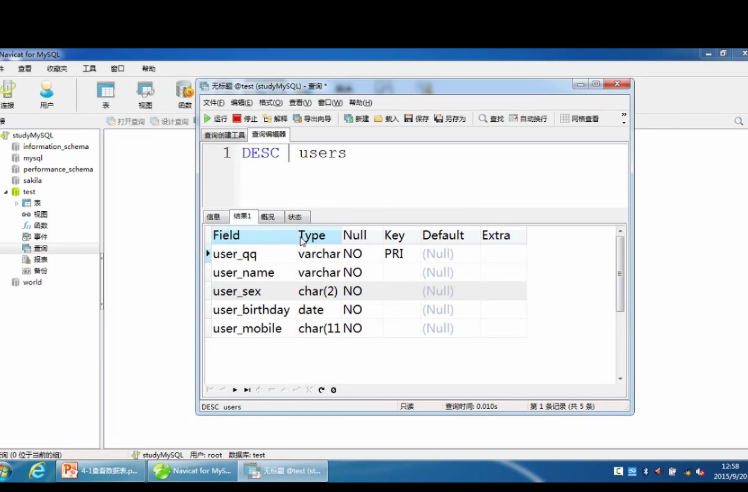 Navicat for MySQL
查看 收藏夹 工具 窗口 帮助
连接 用户 表 视图 函数
打开查询 设计查询
studyMySQL
information_schema
mysql
performance_schema
sakila
test
表
视图
函数
事件
查询
报表
备份
world
无标题 @test (studyMySQL) - 查询 *
文件(F) 编辑(E) 格式(O) 查看(V) 窗口(W) 帮助(H)
运行 停止 解释 导出向导 新建 载入 保存 另存为 查找 自动换行 网格查看
查询创建工具 查询编辑器
1 DESC users
信息 结果1 概况 状态
Field Type Null Key Default Extra
user_qq varchar NO PRI (Null)
user_name varchar NO (Null)
user_sex char(2) NO (Null)
user_birthday date NO (Null)
user_mobile char(11 NO (Null)
DESC users 只读 查询时间: 0.010s 第 1 条记录 (共 5 条)
询 (0 位于当前的组) studyMySQL 用户: root 数据库: test
4-1查看数据表.p... Navicat for MyS... 无标题 @test (st...
12:58
2015/9/20